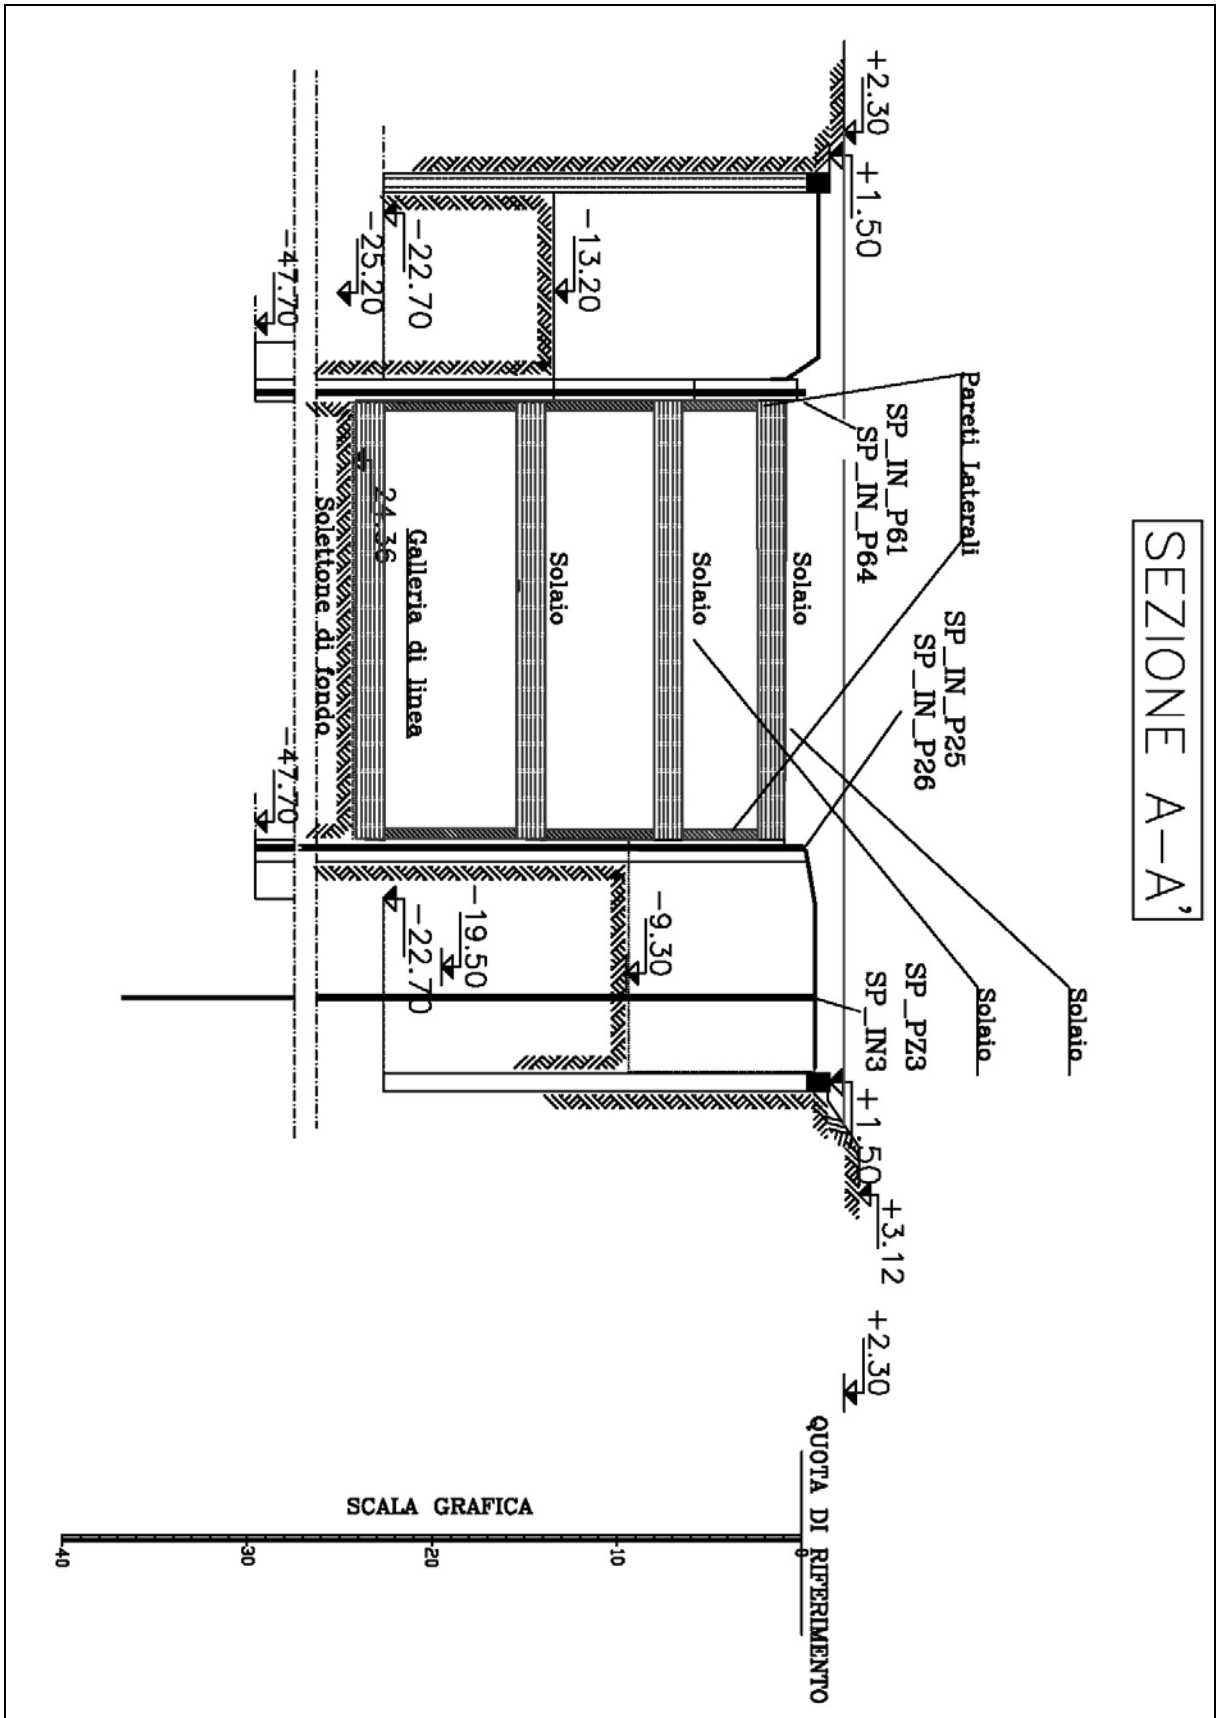 SEZIONE A-A'
Solaio
Solaio
Pareti Laterali
SP_IN_P25
SP_IN_P26
SP_PZ3
SP_IN3
SP_IN_P61
SP_IN_P64
+2.30
+1.50
+1.50
+3.12
+2.30
QUOTA DI RIFERIMENTO
Solaio
Solaio
Solaio
-13.20
-9.30
-19.50
-22.70
-22.70
-25.20
24.36
Galleria di linea
Solettone di fondo
-47.70
-47.70
SCALA GRAFICA
0
-10
-20
-30
-40